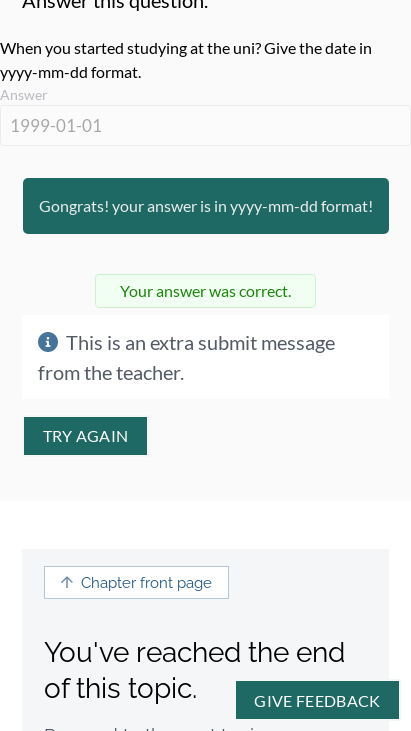 Answer this question.
When you started studying at the uni? Give the date in
yyyy-mm-dd format.
Answer
1999-01-01
Gongrats! your answer is in yyyy-mm-dd format!
Your answer was correct.
This is an extra submit message
from the teacher.
TRY AGAIN
Chapter front page
You've reached the end
of this topic.
GIVE FEEDBACK